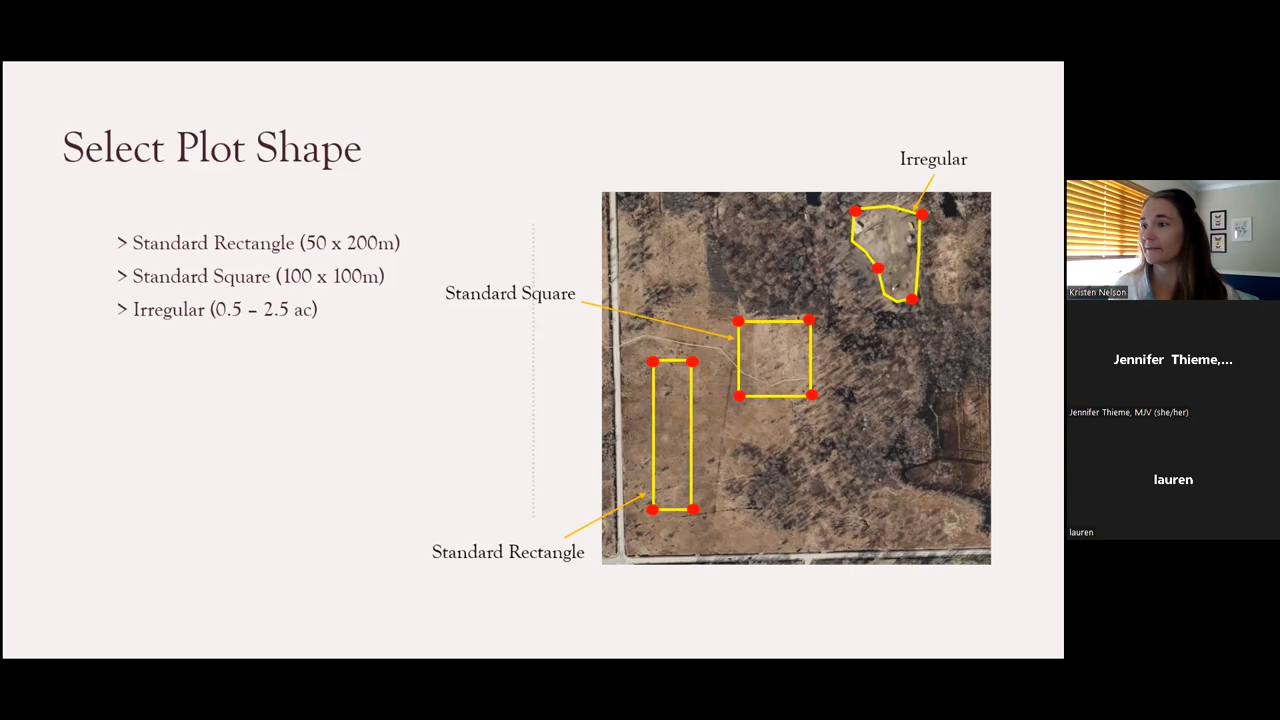 Select Plot Shape
> Standard Rectangle (50 x 200m)
> Standard Square (100 x 100m)
> Irregular (0.5 – 2.5 ac)
Irregular
Standard Square
Standard Rectangle
Kristen Nelson
Jennifer Thieme,...
Jennifer Thieme, MJV (she/her)
lauren
lauren